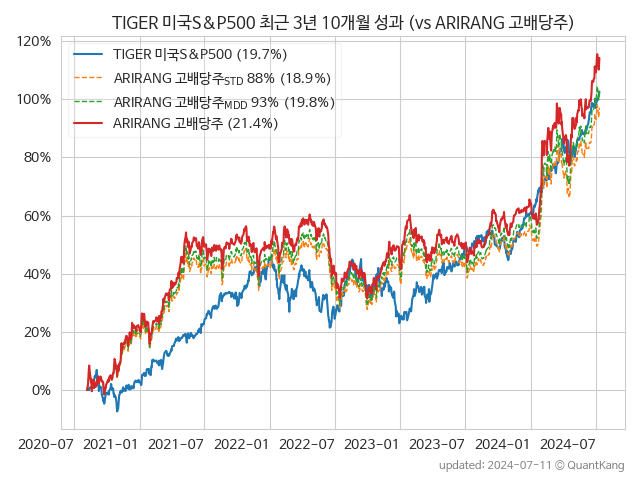 TIGER 미국S&P500 최근 3년 10개월 성과 (vs ARIRANG 고배당주)
120%
100%
80%
60%
40%
20%
0%
TIGER 미국S&P500 (19.7%)
ARIRANG 고배당주STD 88% (18.9%)
ARIRANG 고배당주MDD 93% (19.8%)
ARIRANG 고배당주 (21.4%)
2020-07 2021-01 2021-07 2022-01 2022-07 2023-01 2023-07 2024-01 2024-07
updated: 2024-07-11 © QuantKang